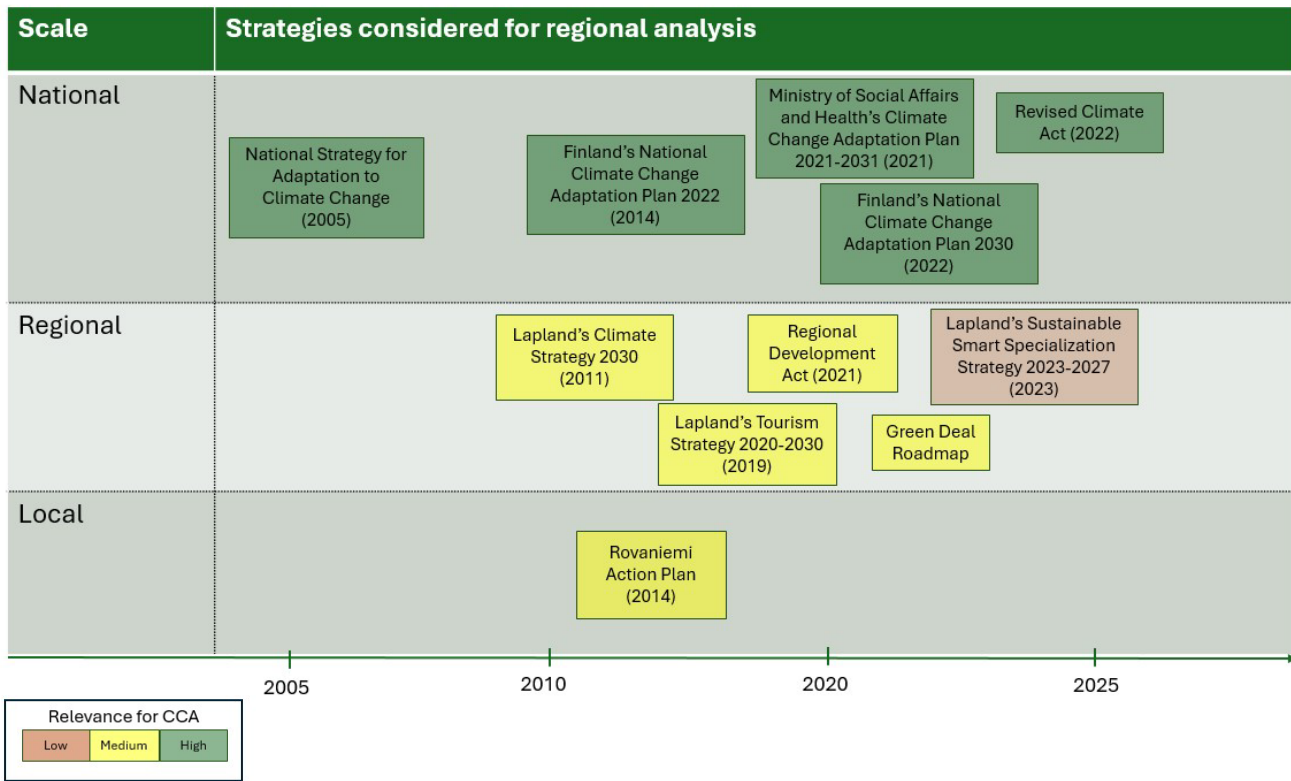 Scale
Strategies considered for regional analysis
National
National Strategy for
Adaptation to
Climate Change
(2005)
Finland's National
Climate Change
Adaptation Plan 2022
(2014)
Ministry of Social Affairs
and Health's Climate
Change Adaptation Plan
2021-2031 (2021)
Finland's National
Climate Change
Adaptation Plan 2030
(2022)
Revised Climate
Act (2022)
Regional
Lapland's Climate
Strategy 2030
(2011)
Lapland's Tourism
Strategy 2020-2030
(2019)
Regional
Development
Act (2021)
Green Deal
Roadmap
Lapland's Sustainable
Smart Specialization
Strategy 2023-2027
(2023)
Local
Rovaniemi
Action Plan
(2014)
2005
2010
2020
2025
Relevance for CCA
Low
Medium
High